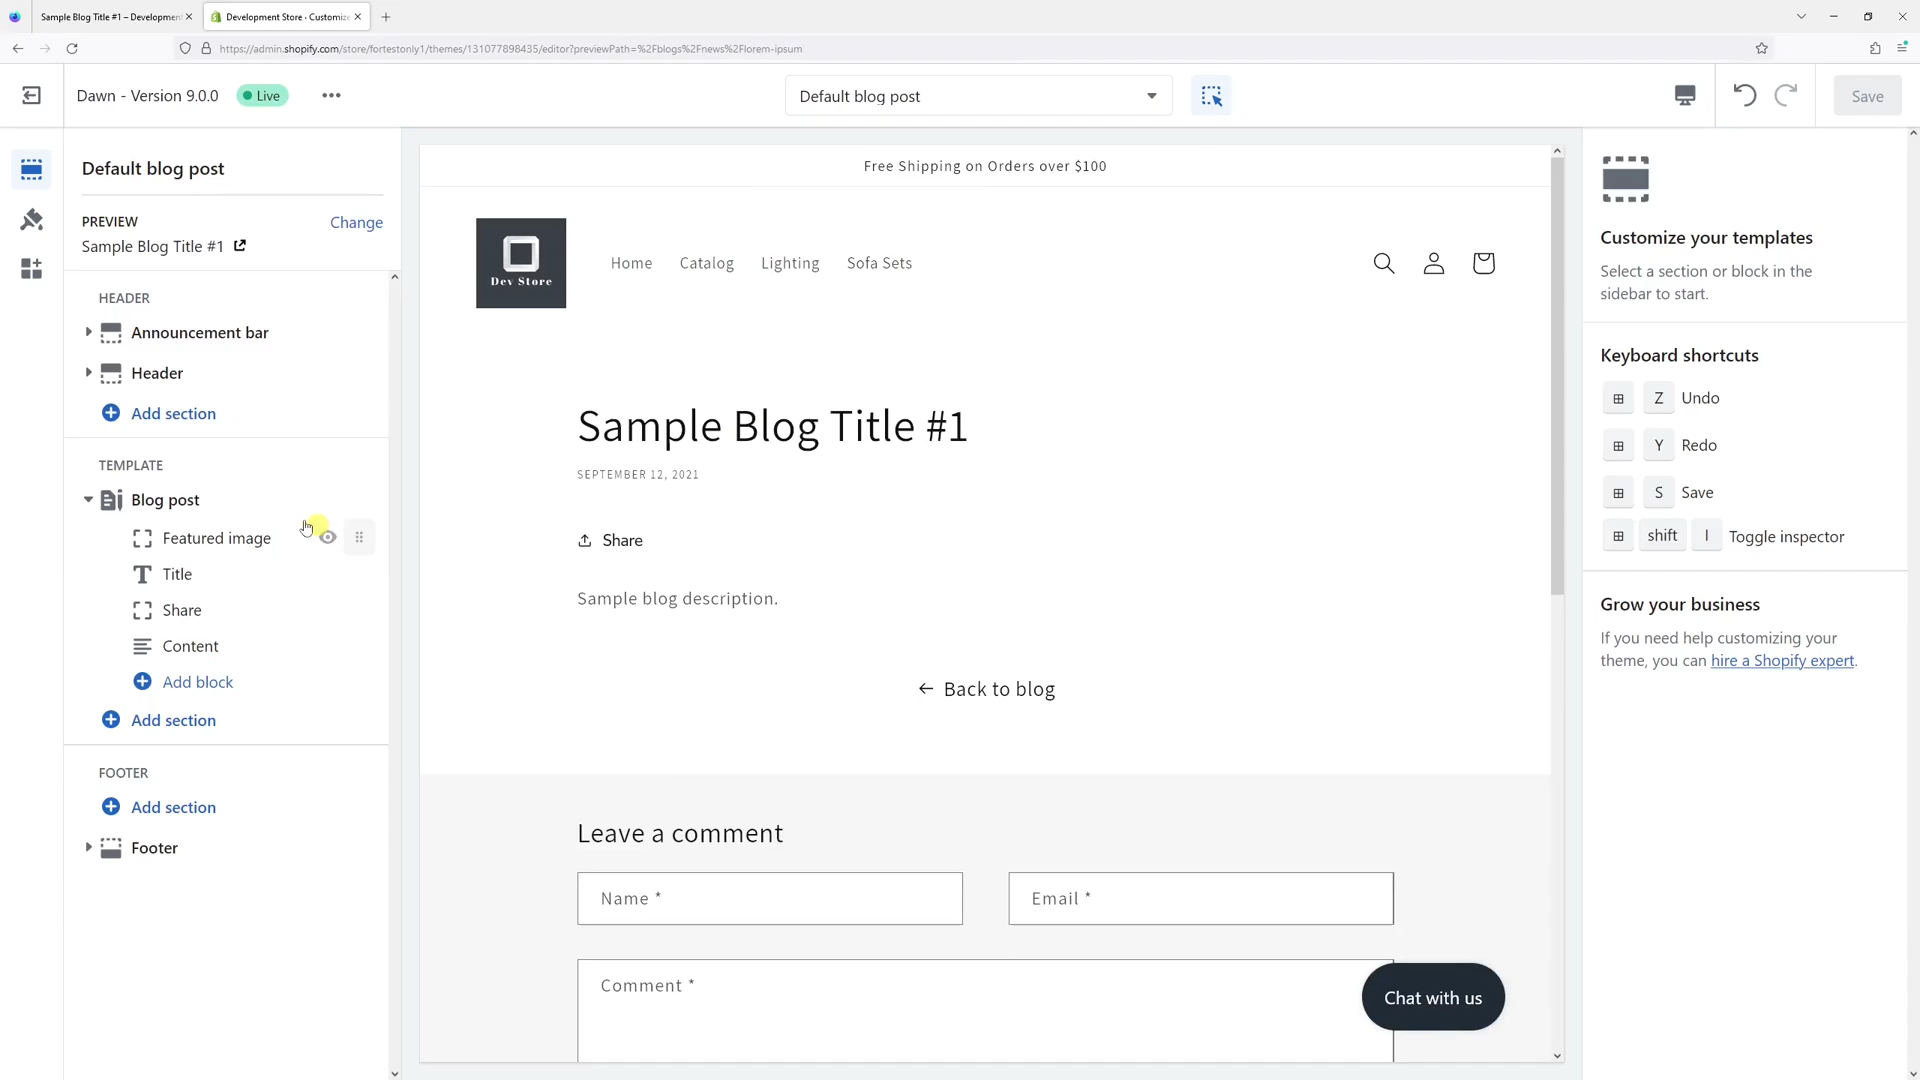 Sample Blog Title #1 – Development
Development Store · Customize
https://admin.shopify.com/store/fortestonly1/themes/131077898435/editor?previewPath=%2Fblogs%2Fnews%2Florem-ipsum
Dawn - Version 9.0.0
Live
Default blog post
Save
Default blog post
PREVIEW
Change
Sample Blog Title #1
HEADER
Announcement bar
Header
Add section
TEMPLATE
Blog post
Featured image
Title
Share
Content
Add block
Add section
FOOTER
Add section
Footer
Free Shipping on Orders over $100
Dev Store
Home
Catalog
Lighting
Sofa Sets
Sample Blog Title #1
SEPTEMBER 12, 2021
Share
Sample blog description.
← Back to blog
Leave a comment
Name *
Email *
Comment *
Chat with us
Customize your templates
Select a section or block in the
sidebar to start.
Keyboard shortcuts
Z Undo
Y Redo
S Save
shift I Toggle inspector
Grow your business
If you need help customizing your
theme, you can hire a Shopify expert.